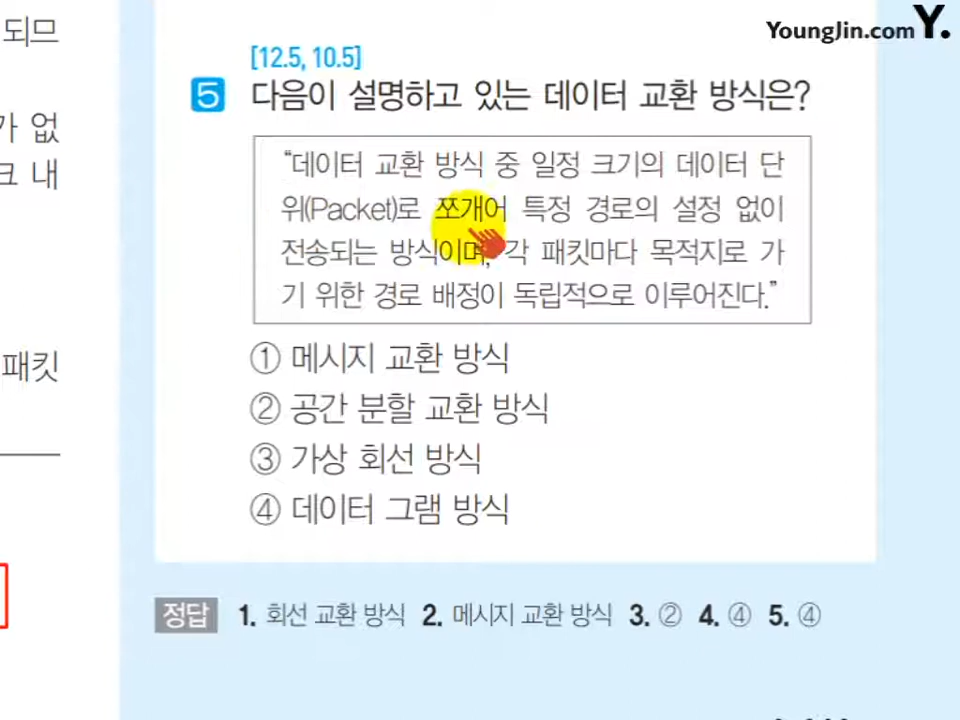 되므
YoungJin.com Y.
[12.5, 10.5]
5 다음이 설명하고 있는 데이터 교환 방식은?
가 없
크 내
“데이터 교환 방식 중 일정 크기의 데이터 단
위(Packet)로 쪼개어 특정 경로의 설정 없이
전송되는 방식이며, 각 패킷마다 목적지로 가
기 위한 경로 배정이 독립적으로 이루어진다.”
① 메시지 교환 방식
패킷
② 공간 분할 교환 방식
③ 가상 회선 방식
④ 데이터 그램 방식
정답 1. 회선 교환 방식 2. 메시지 교환 방식 3. ② 4. ④ 5. ④